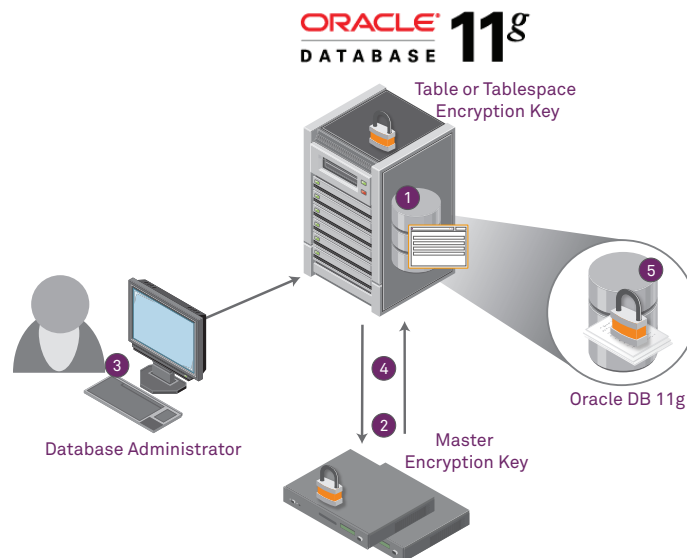 ORACLE
DATABASE 11g
Table or Tablespace
Encryption Key
1
5
3
4
2
Oracle DB 11g
Database Administrator
Master
Encryption Key